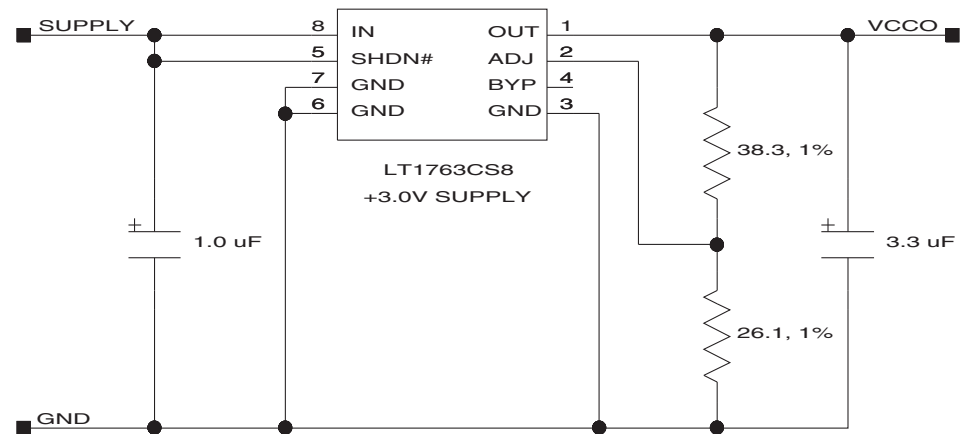 SUPPLY
8 IN OUT 1
VCCO
5 SHDN# ADJ 2
7 GND BYP 4
6 GND GND 3
LT1763CS8
+3.0V SUPPLY
38.3, 1%
+ 1.0 uF
+ 3.3 uF
26.1, 1%
GND